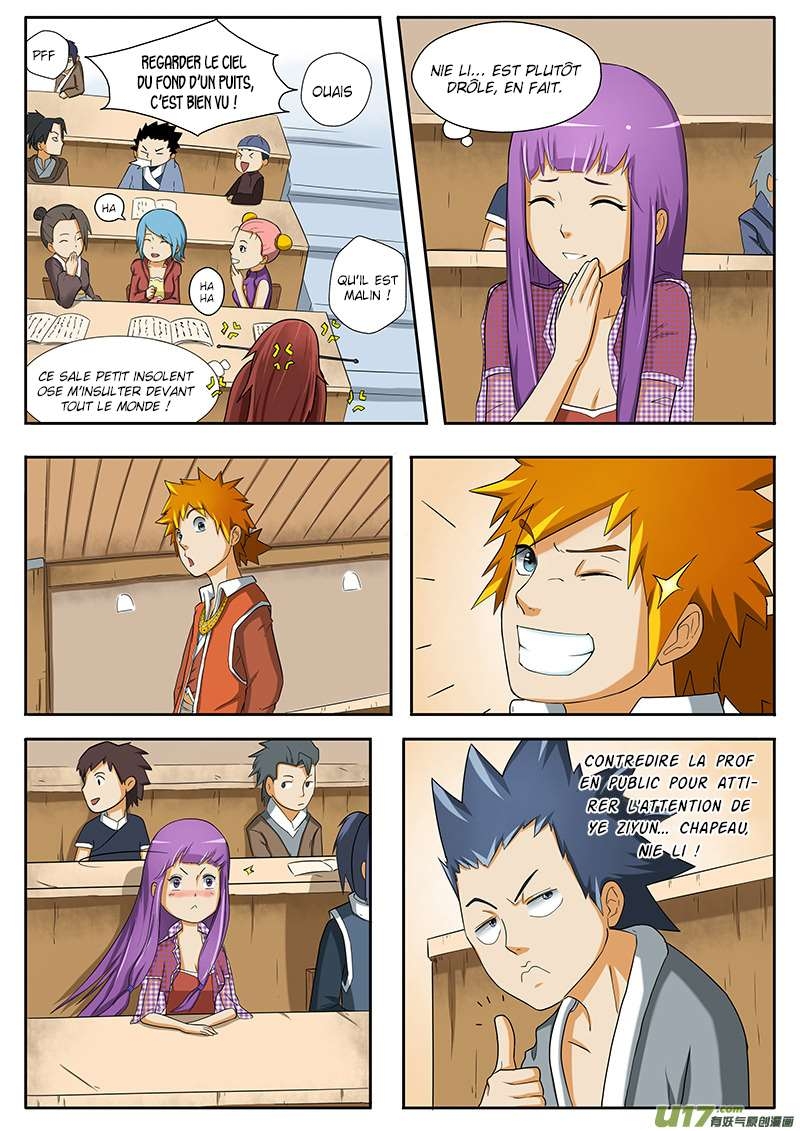 PFF
REGARDER LE CIEL
DU FOND D'UN PUITS,
C'EST BIEN VU !
OUAIS
HA
HA
HA
QU'IL EST
MALIN !
CE SALE PETIT INSOLENT
OSE M'INSULTER DEVANT
TOUT LE MONDE !
NIE LI... EST PLUTÔT
DRÔLE, EN FAIT.
CONTREDIRE LA PROF
EN PUBLIC POUR ATTI-
RER L'ATTENTION DE
YE ZIYUN... CHAPEAU,
NIE LI !
U17.com
有妖气原创漫画